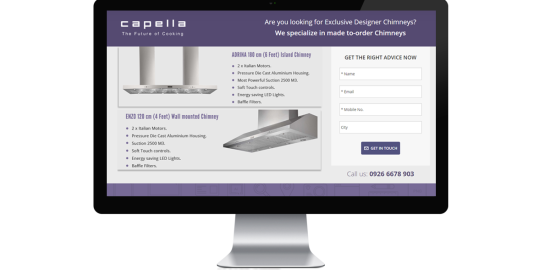 capella
The Future of Cooking
Are you looking for Exclusive Designer Chimneys?
We specialize in made to-order Chimneys
ADRINA 180 cm (6 Feet) Island Chimney
2 x Italian Motors.
Pressure Die Cast Aluminium Housing.
Most Powerful Suction 2500 M3.
Soft Touch controls.
Energy saving LED Lights.
Baffle Filters.
ENZO 120 cm (4 Feet) Wall mounted Chimney
2 x Italian Motors.
Pressure Die Cast Aluminium Housing.
Suction 2500 M3.
Soft Touch controls.
Energy saving LED Lights.
Baffle Filters.
GET THE RIGHT ADVICE NOW
* Name
* Email
* Mobile No.
City
GET IN TOUCH
Call us: 0926 6678 903